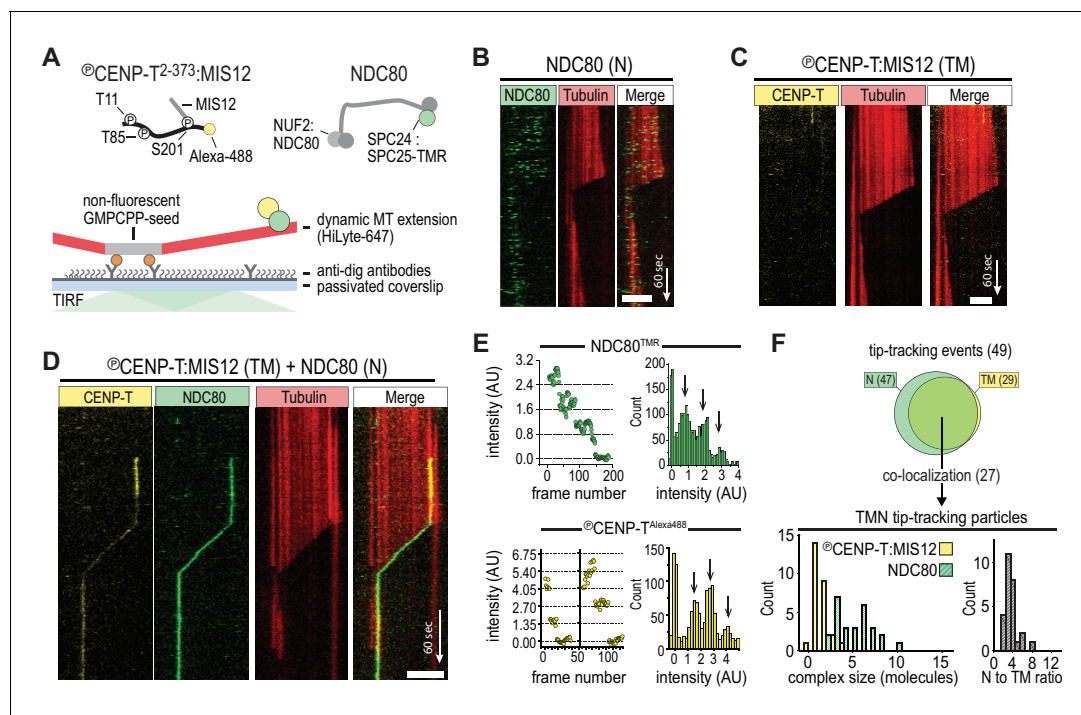 A
ⓅCENP-T2-373:MIS12
T11
T85
S201
P
P
P
MIS12
Alexa-488
NDC80
NUF2:
NDC80
SPC24 :
SPC25-TMR
non-fluorescent
GMPCPP-seed
dynamic MT extension
(HiLyte-647)
anti-dig antibodies
passivated coverslip
TIRF
B
NDC80 (N)
NDC80 Tubulin Merge
60 sec
C
ⓅCENP-T:MIS12 (TM)
CENP-T Tubulin Merge
60 sec
D
ⓅCENP-T:MIS12 (TM) + NDC80 (N)
CENP-T NDC80 Tubulin Merge
60 sec
E
NDC80TMR
intensity (AU)
3.2
2.4
1.6
0.8
0.0
0 100 200
frame number
Count
200
150
100
50
0
0 1 2 3 4
intensity (AU)
ⓅCENP-TAlexa488
intensity (AU)
6.75
5.40
4.05
2.70
1.35
0.00
0 50 100
frame number
Count
150
100
50
0
0 1 2 3 4
intensity (AU)
F
tip-tracking events (49)
N (47)
TM (29)
co-localization (27)
TMN tip-tracking particles
ⓅCENP-T:MIS12
NDC80
Count
15
10
5
0
0 5 10 15
complex size (molecules)
Count
15
10
5
0
0 4 8 12
N to TM ratio